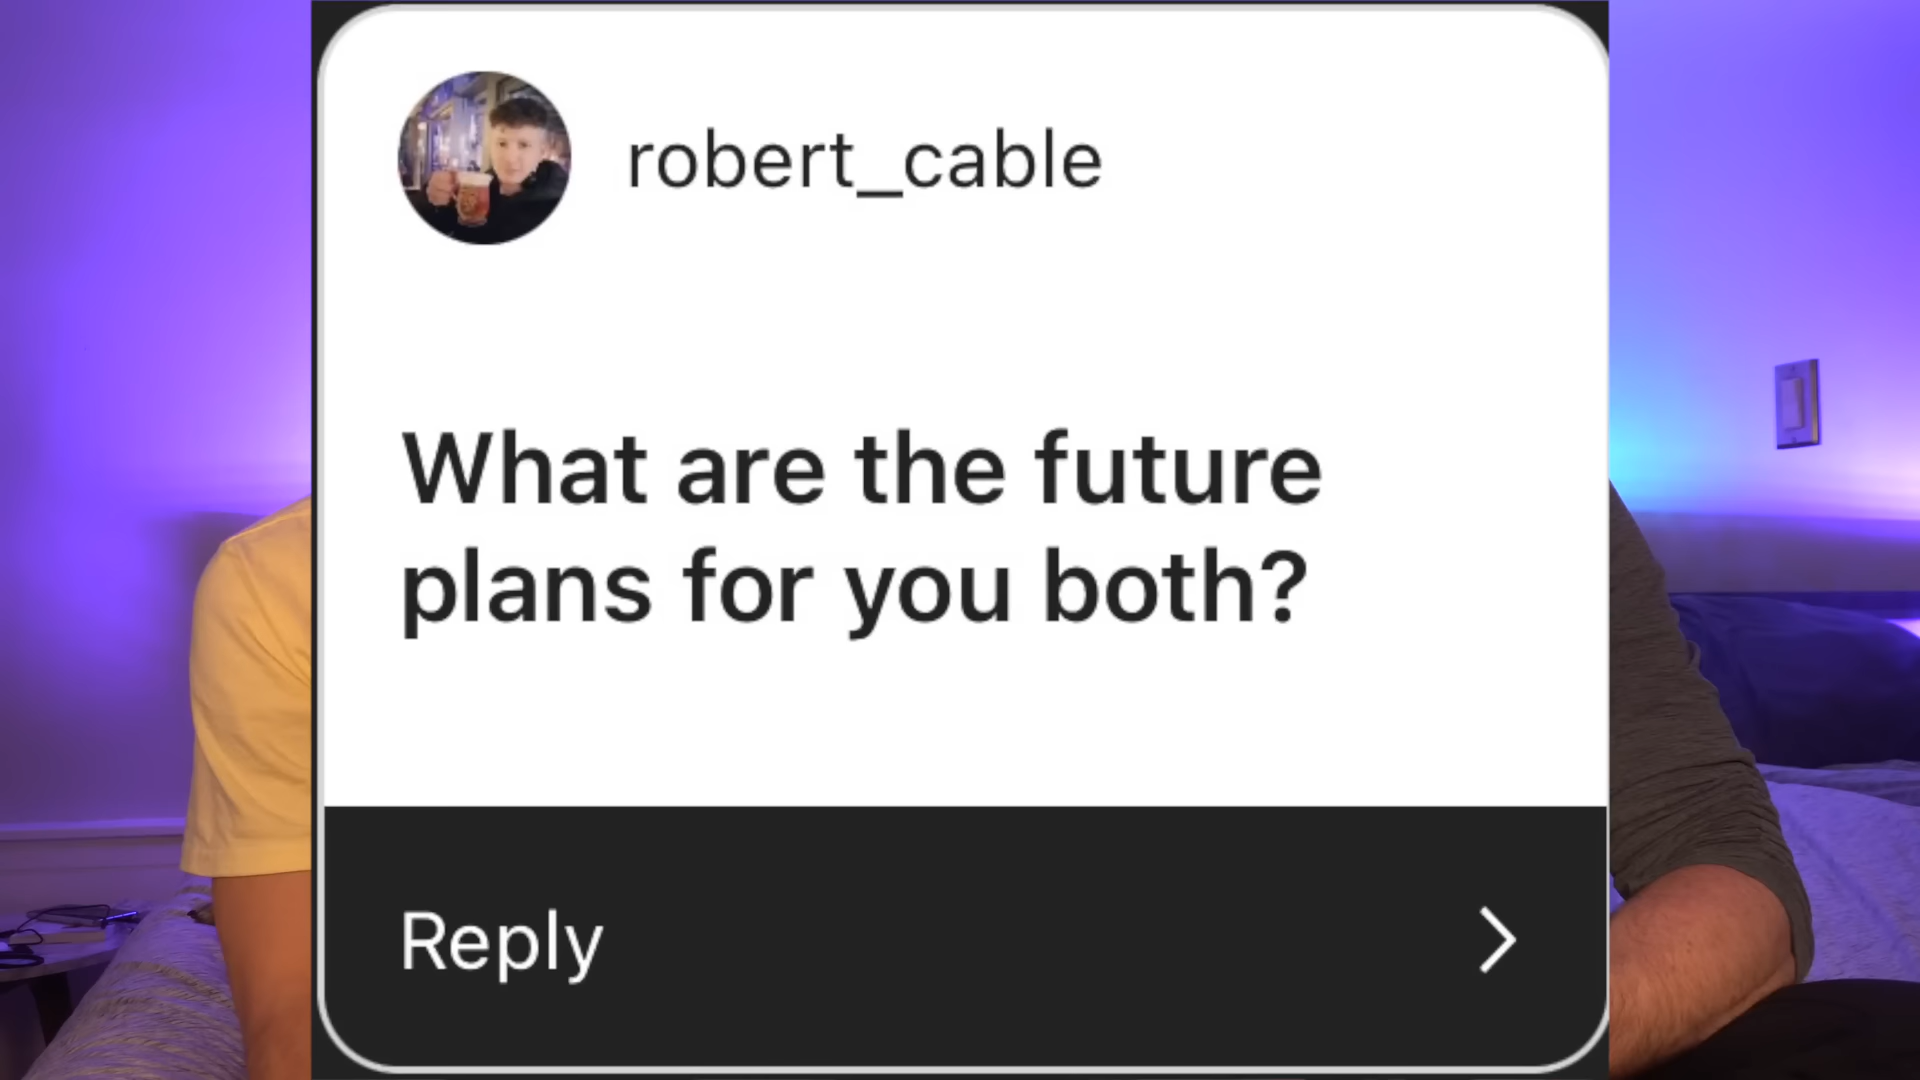 robert_cable
What are the future
plans for you both?
Reply